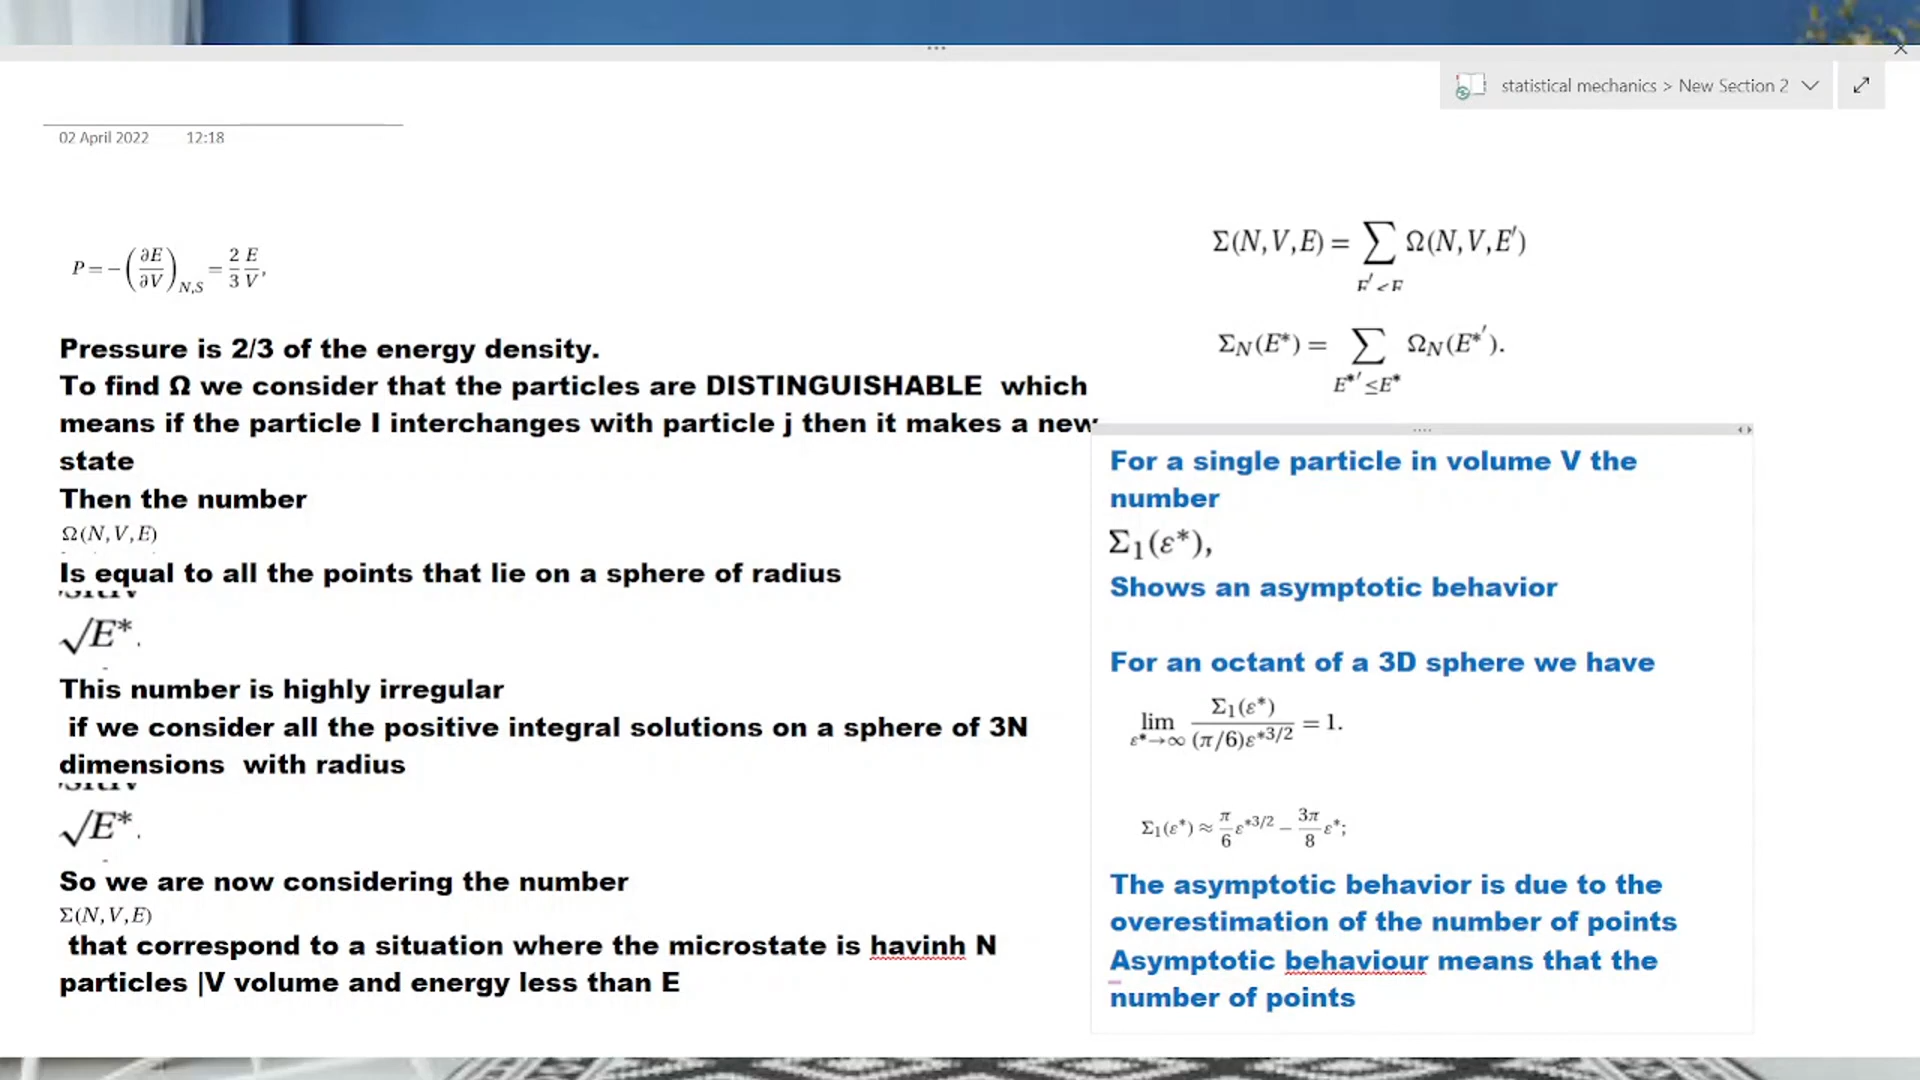 statistical mechanics > New Section 2
02 April 2022 12:18
P = −(∂E/∂V)_N,S = 2/3 E/V,
Pressure is 2/3 of the energy density.
To find Ω we consider that the particles are DISTINGUISHABLE which
means if the particle I interchanges with particle j then it makes a new
state
Then the number
Ω(N,V,E)
Is equal to all the points that lie on a sphere of radius
√E*.
This number is highly irregular
if we consider all the positive integral solutions on a sphere of 3N
dimensions with radius
√E*.
So we are now considering the number
Σ(N,V,E)
that correspond to a situation where the microstate is havinh N
particles |V volume and energy less than E
Σ(N,V,E) = ∑ Ω(N,V,E′)
Σ_N(E*) = ∑ Ω_N(E*′).
E*′ ≤E*
For a single particle in volume V the
number
Σ₁(ε*),
Shows an asymptotic behavior
For an octant of a 3D sphere we have
lim ε*→∞ Σ₁(ε*) / (π/6)ε*3/2 = 1.
Σ₁(ε*) ≈ π/6 ε*3/2 − 3π/8 ε*;
The asymptotic behavior is due to the
overestimation of the number of points
Asymptotic behaviour means that the
number of points